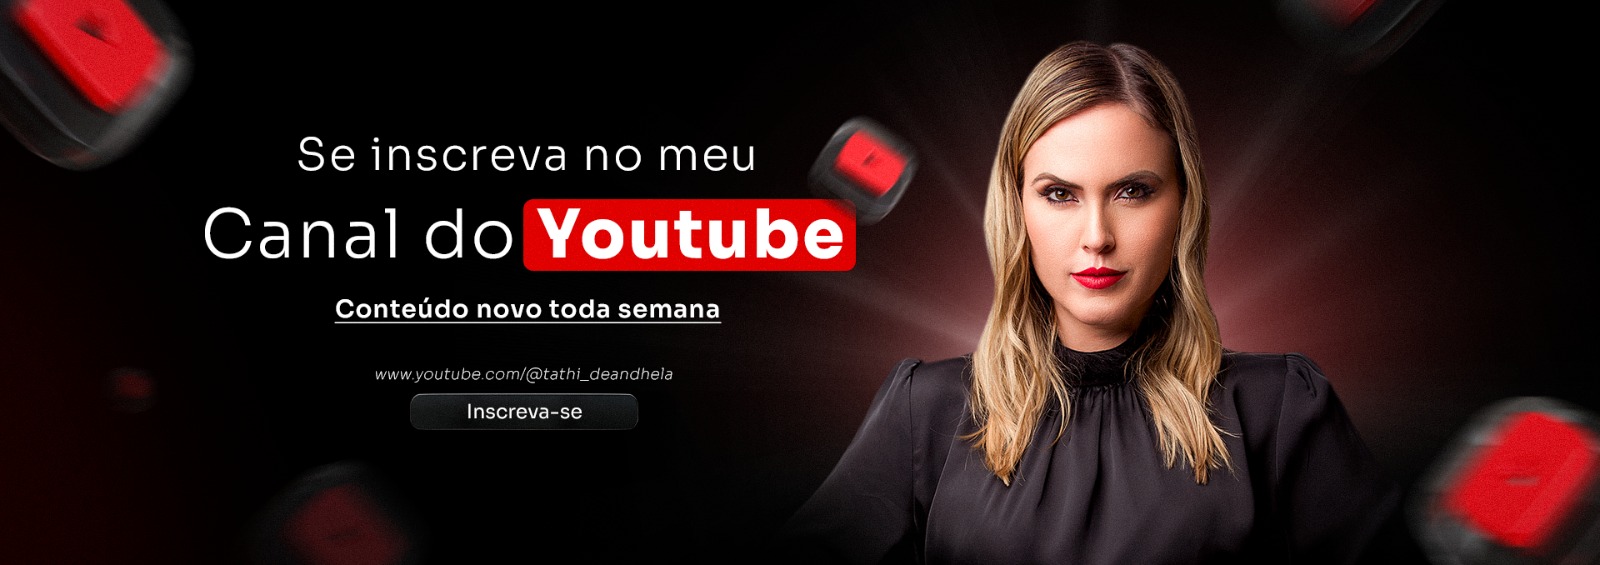 Se inscreva no meu
Canal do Youtube
Conteúdo novo toda semana
www.youtube.com/@tathi_deandhela
Inscreva-se